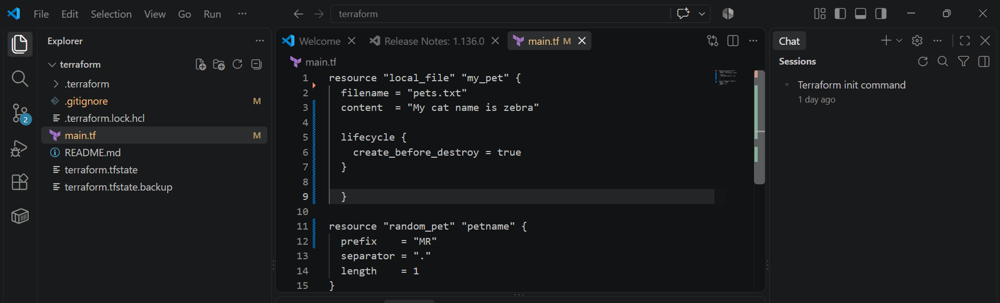 File Edit Selection View Go Run ···
terraform
Explorer
terraform
.terraform
.gitignore M
.terraform.lock.hcl
main.tf M
README.md
terraform.tfstate
terraform.tfstate.backup
2
Welcome
Release Notes: 1.136.0
main.tf M
main.tf
1 resource "local_file" "my_pet" {
2   filename = "pets.txt"
3   content  = "My cat name is zebra"
4
5   lifecycle {
6     create_before_destroy = true
7   }
8
9   }
10
11 resource "random_pet" "petname" {
12   prefix    = "MR"
13   separator = "."
14   length    = 1
15 }
Chat
Sessions
Terraform init command
1 day ago